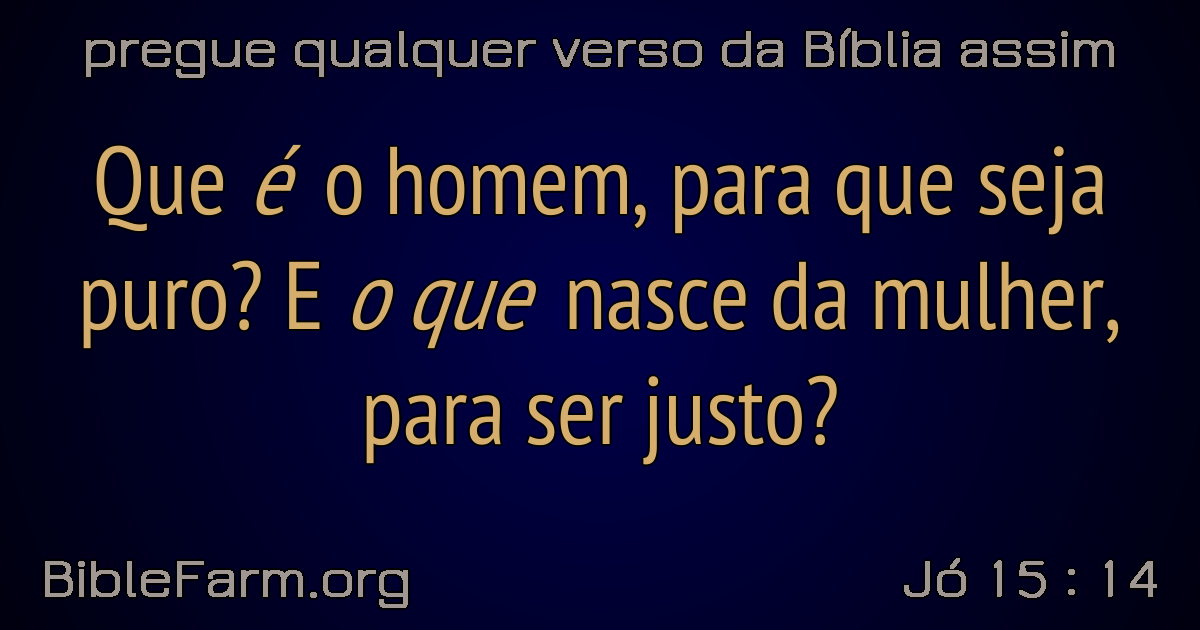 pregue qualquer verso da Bíblia assim
Que é o homem, para que seja
puro? E o que nasce da mulher,
para ser justo?
BibleFarm.org
Jó 15 : 14